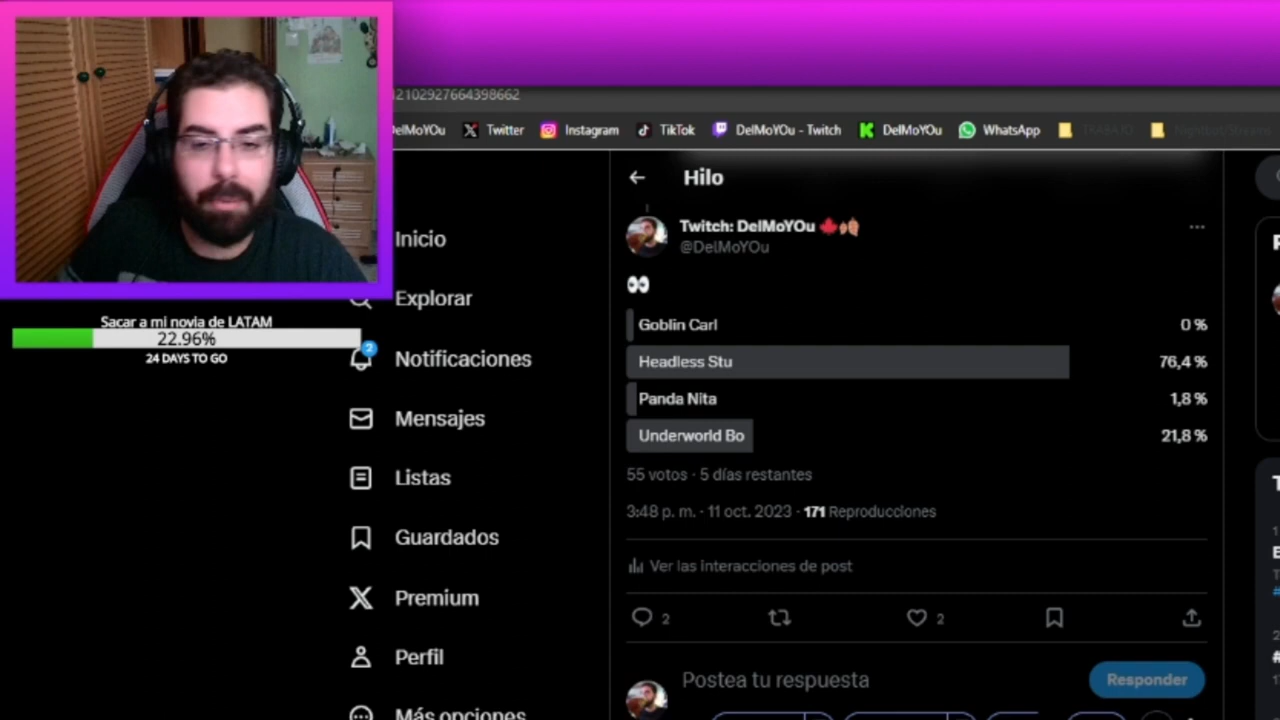 2102927664398662
DelMoYOu
Twitter
Instagram
TikTok
DelMoYOu - Twitch
DelMoYOu
WhatsApp
Hilo
Twitch: DelMoYOu 🍁🍂
@DelMoYOu
👀
Goblin Carl 0 %
Headless Stu 76,4 %
Panda Nita 1,8 %
Underworld Bo 21,8 %
55 votos · 5 días restantes
3:48 p. m. · 11 oct. 2023 · 171 Reproducciones
Ver las interacciones de post
2
2
Postea tu respuesta
Responder
Inicio
Explorar
2
Notificaciones
Mensajes
Listas
Guardados
Premium
Perfil
Más opciones
Sacar a mi novia de LATAM
22.96%
24 DAYS TO GO